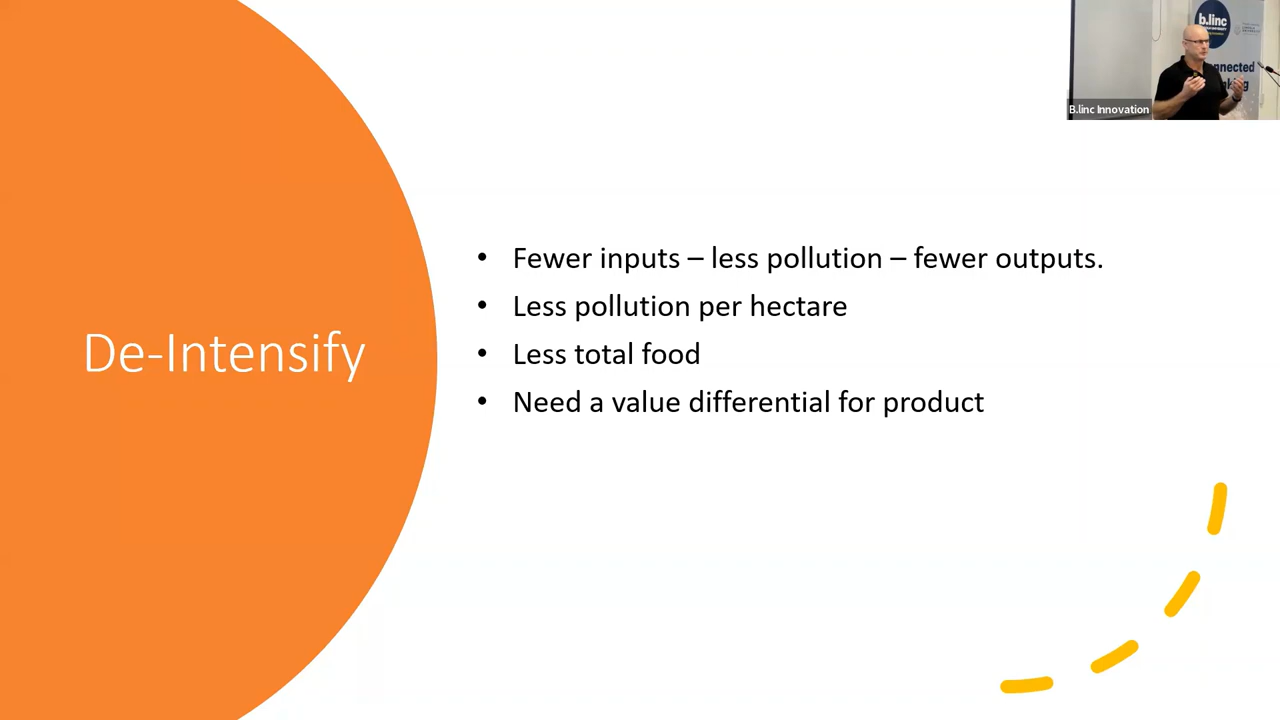 De-Intensify
• Fewer inputs – less pollution – fewer outputs.
• Less pollution per hectare
• Less total food
• Need a value differential for product
b.linc
B.linc Innovation